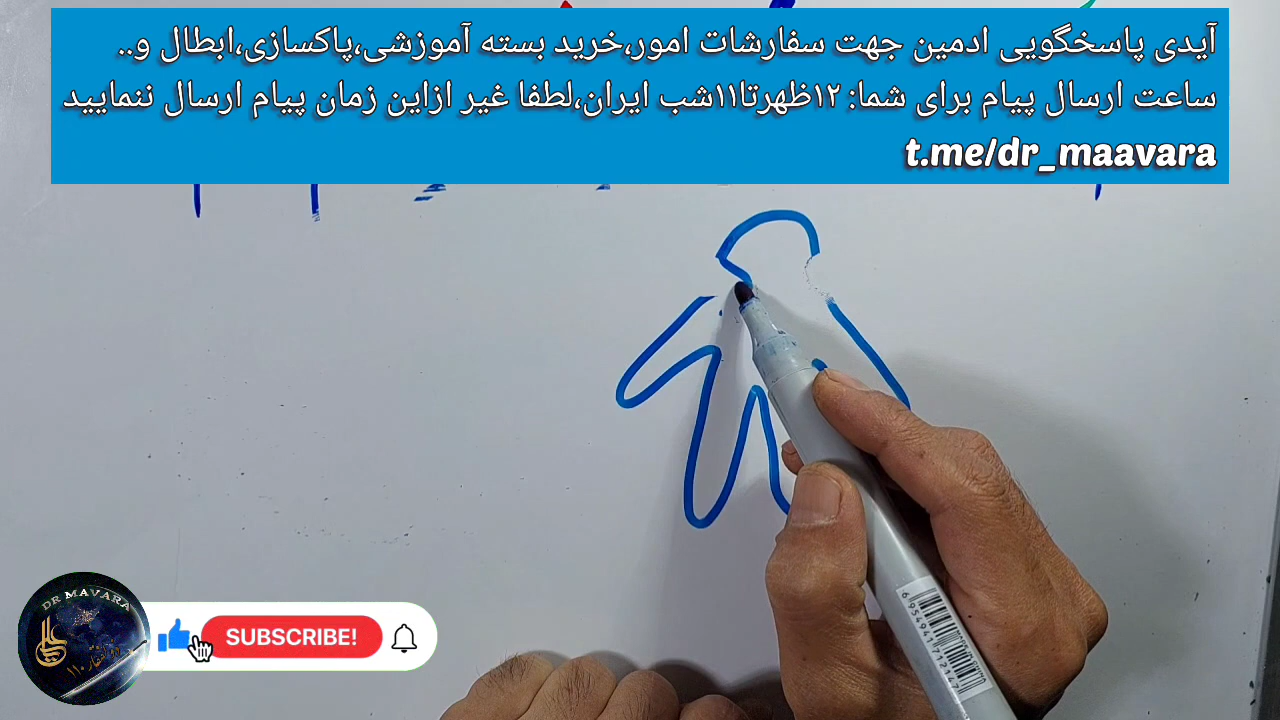 آیدی پاسخگویی ادمین جهت سفارشات امور،خرید بسته آموزشی،پاکسازی،ابطال و..
ساعت ارسال پیام برای شما: ۱۲ظهرتا۱۱شب ایران،لطفا غیر ازاین زمان پیام ارسال ننمایید
t.me/dr_maavara
DR MAVARA
SUBSCRIBE!